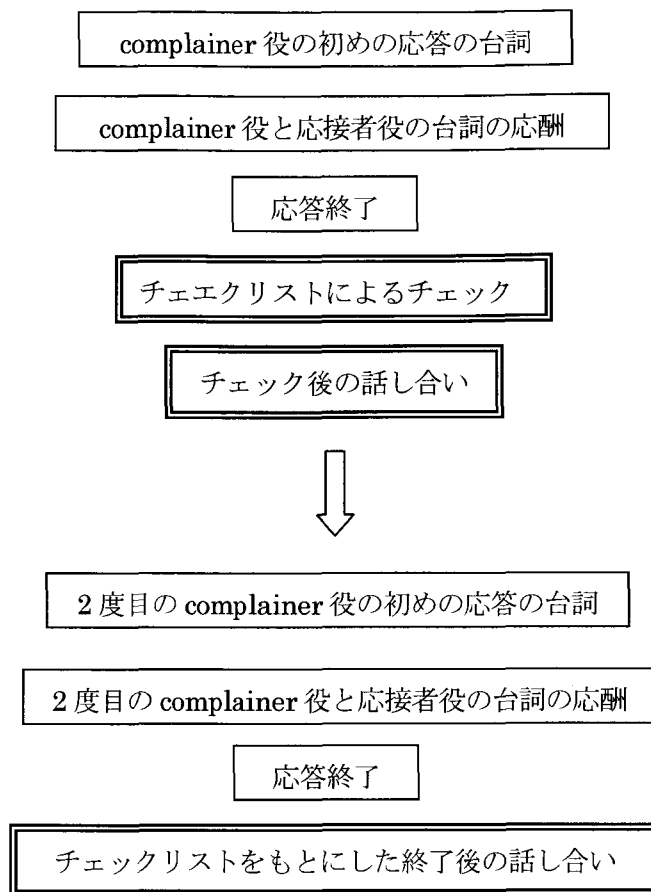 complainer 役の初めの応答の台詞
complainer 役と応接者役の台詞の応酬
応答終了
チェエクリストによるチェック
チェック後の話し合い
2 度目の complainer 役の初めの応答の台詞
2 度目の complainer 役と応接者役の台詞の応酬
応答終了
チェックリストをもとにした終了後の話し合い